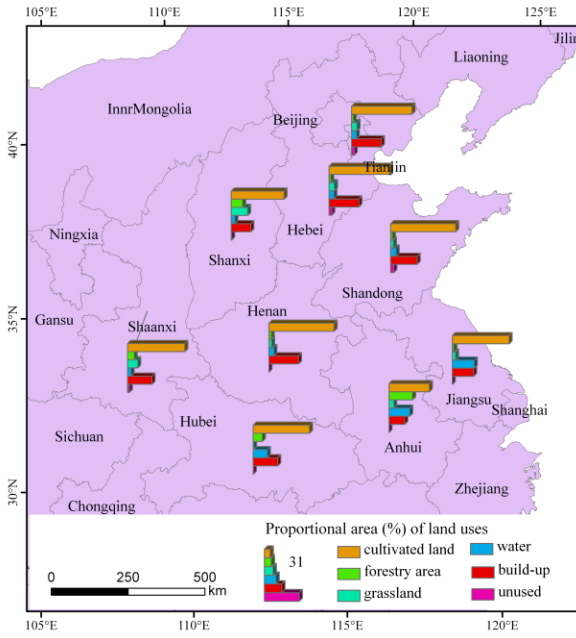 105°E 110°E 115°E 120°E 125°E
Jilin
Liaoning
InnrMongolia
Beijing
40°N
Tianjin
Ningxia
Hebei
Shanxi
Shandong
35°N
Gansu
Shaanxi
Henan
Jiangsu
Shanghai
Hubei
Sichuan
Anhui
30°N
Zhejiang
Chongqing
Proportional area (%) of land uses
31
cultivated land
water
forestry area
build-up
grassland
unused
0 250 500
km
105°E 110°E 115°E 120°E